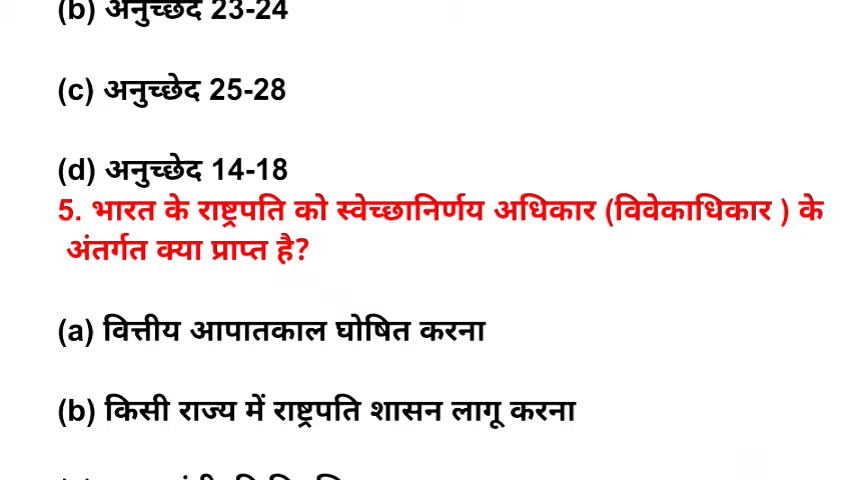 (b) अनुच्छेद 23-24
(c) अनुच्छेद 25-28
(d) अनुच्छेद 14-18
5. भारत के राष्ट्रपति को स्वेच्छानिर्णय अधिकार (विवेकाधिकार ) के
अंतर्गत क्या प्राप्त है?
(a) वित्तीय आपातकाल घोषित करना
(b) किसी राज्य में राष्ट्रपति शासन लागू करना